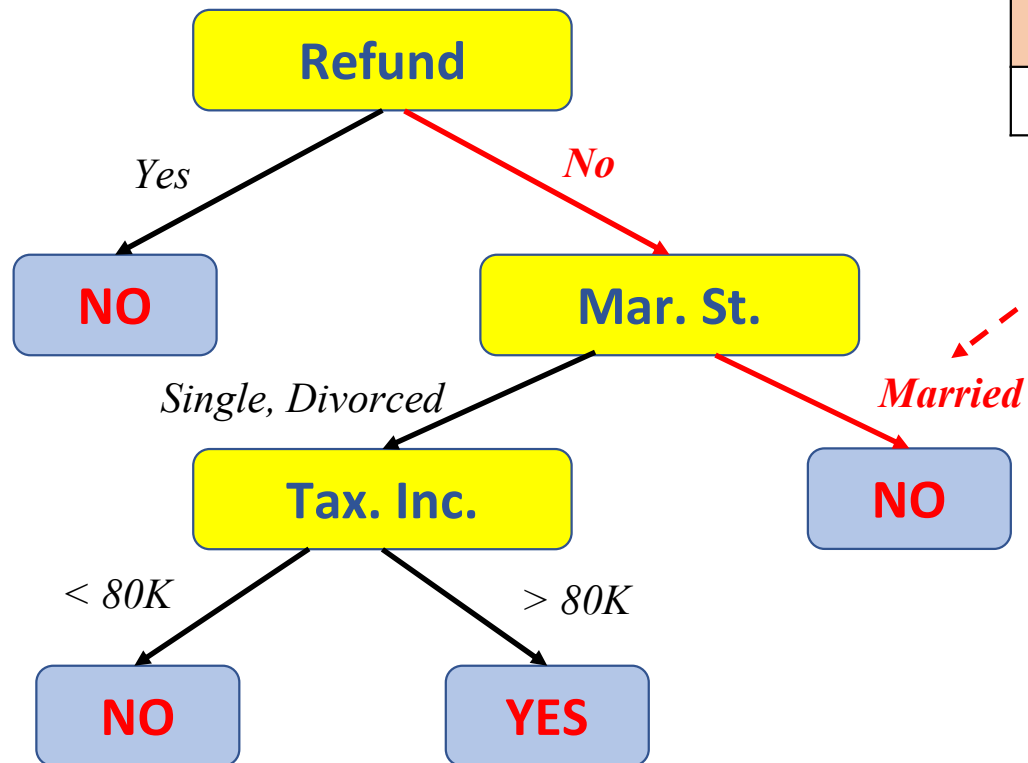 Refund
Yes
No
NO
Mar. St.
Single, Divorced
Married
Tax. Inc.
NO
< 80K
> 80K
NO
YES